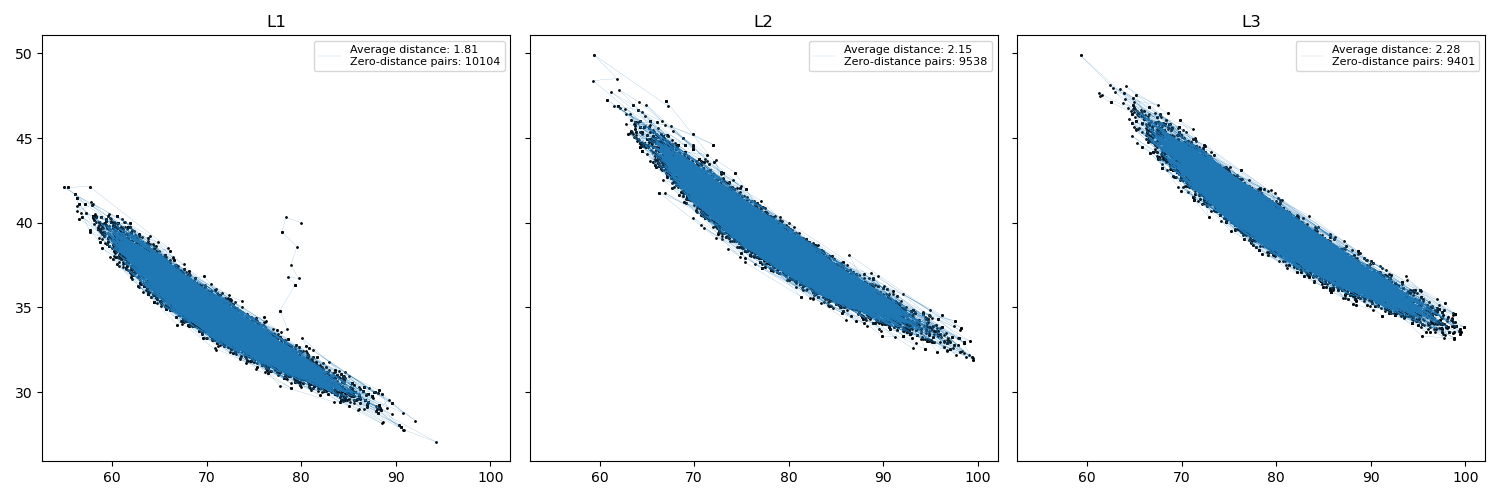 L1
L2
L3
Average distance: 1.81
Zero-distance pairs: 10104
Average distance: 2.15
Zero-distance pairs: 9538
Average distance: 2.28
Zero-distance pairs: 9401
50
45
40
35
30
60 70 80 90 100
60 70 80 90 100
60 70 80 90 100